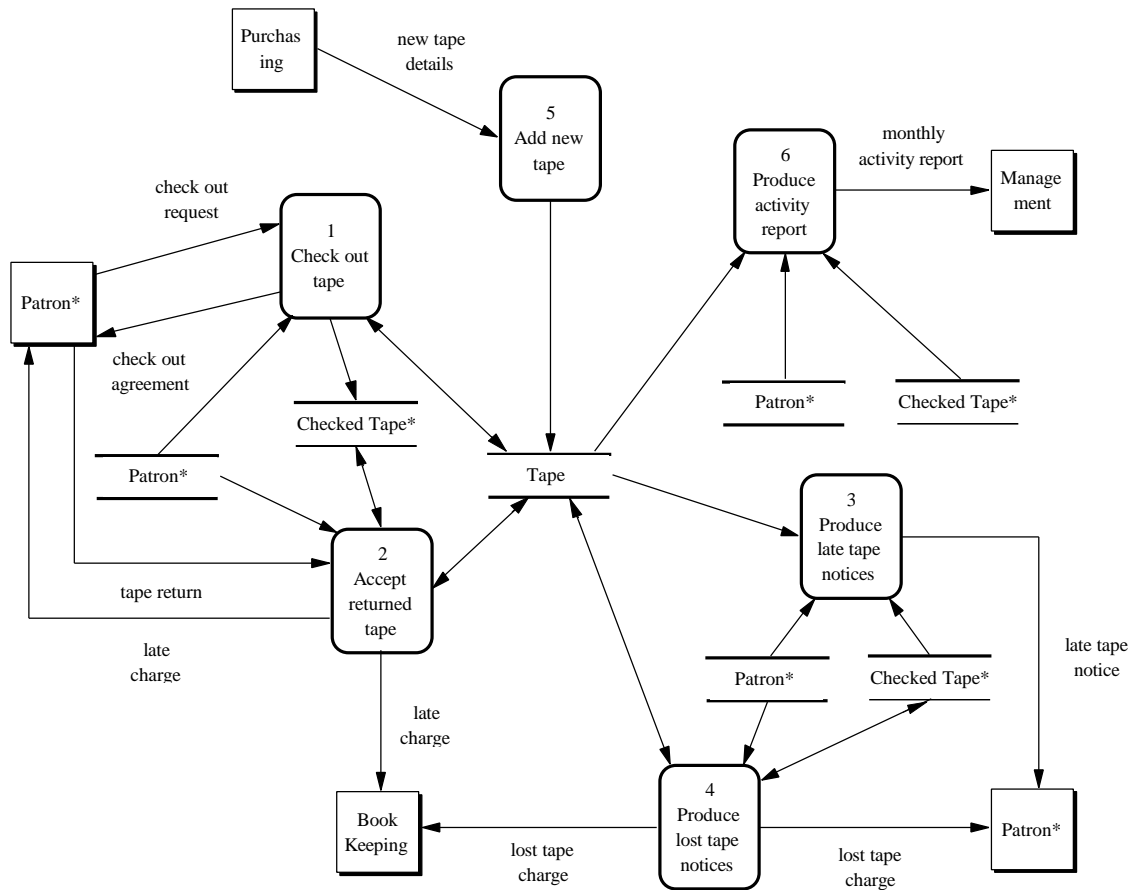 Purchas
ing
new tape
details
5
Add new
tape
6
Produce
activity
report
monthly
activity report
Manage
ment
check out
request
1
Check out
tape
Patron*
check out
agreement
Patron*
Checked Tape*
Checked Tape*
Patron*
Tape
3
Produce
late tape
notices
2
Accept
returned
tape
tape return
late
charge
Patron*
Checked Tape*
late tape
notice
late
charge
4
Produce
lost tape
notices
Book
Keeping
lost tape
charge
lost tape
charge
Patron*